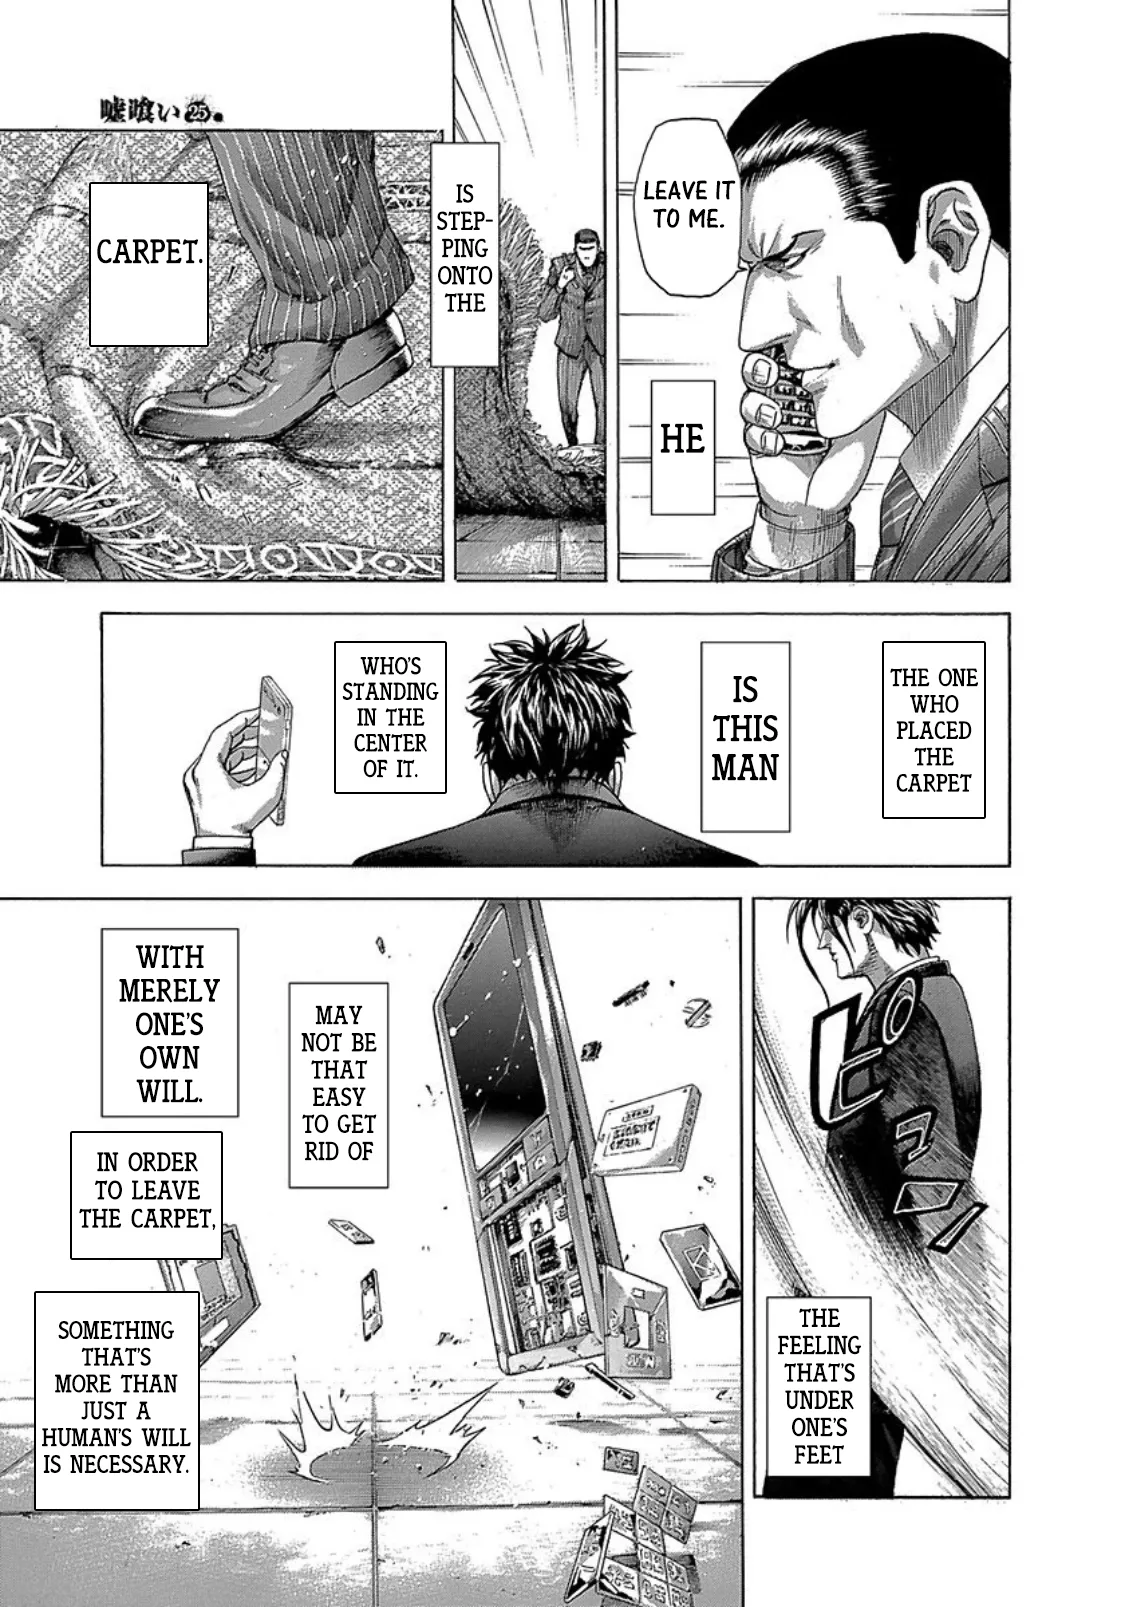 嘘喰い 25
LEAVE IT
TO ME.
HE
IS
STEP-
PING
ONTO
THE
CARPET.
THE ONE
WHO
PLACED
THE
CARPET
IS
THIS
MAN
WHO'S
STANDING
IN THE
CENTER
OF IT.
ピ
ュ
ン
THE
FEELING
THAT'S
UNDER
ONE'S
FEET
MAY
NOT BE
THAT
EASY
TO GET
RID OF
WITH
MERELY
ONE'S
OWN
WILL.
IN ORDER
TO LEAVE
THE CARPET,
SOMETHING
THAT'S
MORE THAN
JUST A
HUMAN'S WILL
IS NECESSARY.